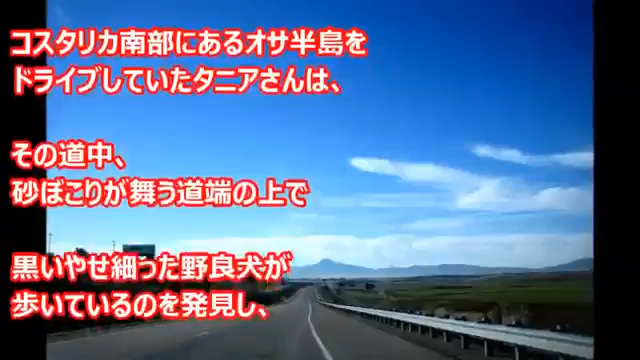 コスタリカ南部にあるオサ半島を
ドライブしていたタニアさんは、
その道中、
砂ぼこりが舞う道端の上で
黒いやせ細った野良犬が
歩いているのを発見し、